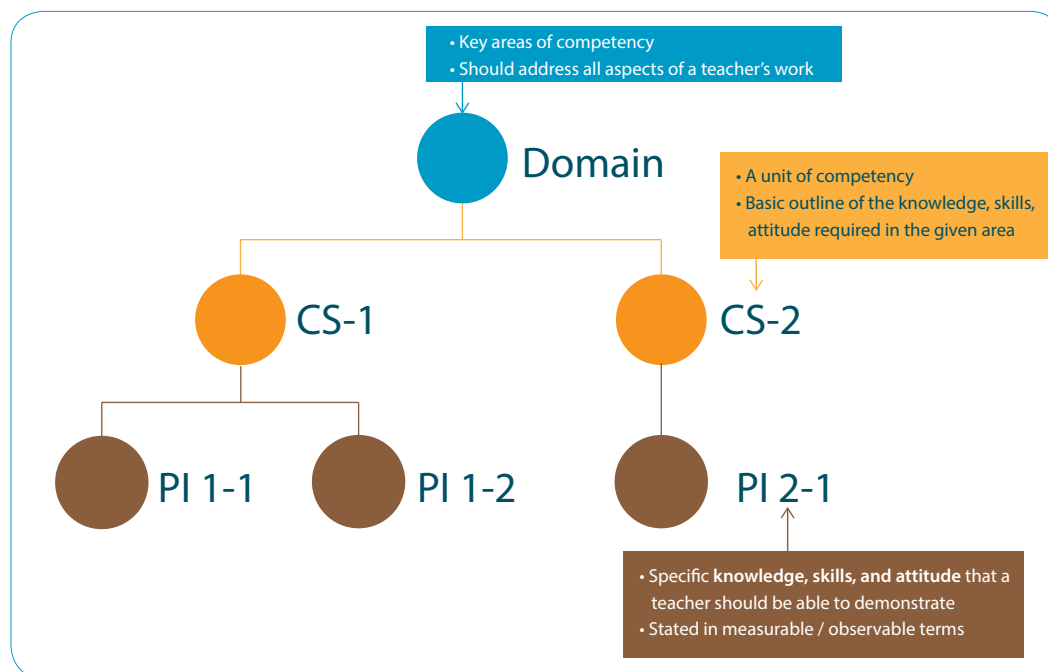 • Key areas of competency
• Should address all aspects of a teacher's work
Domain
• A unit of competency
• Basic outline of the knowledge, skills,
attitude required in the given area
CS-1
CS-2
PI 1-1
PI 1-2
PI 2-1
• Specific knowledge, skills, and attitude that a
teacher should be able to demonstrate
• Stated in measurable / observable terms